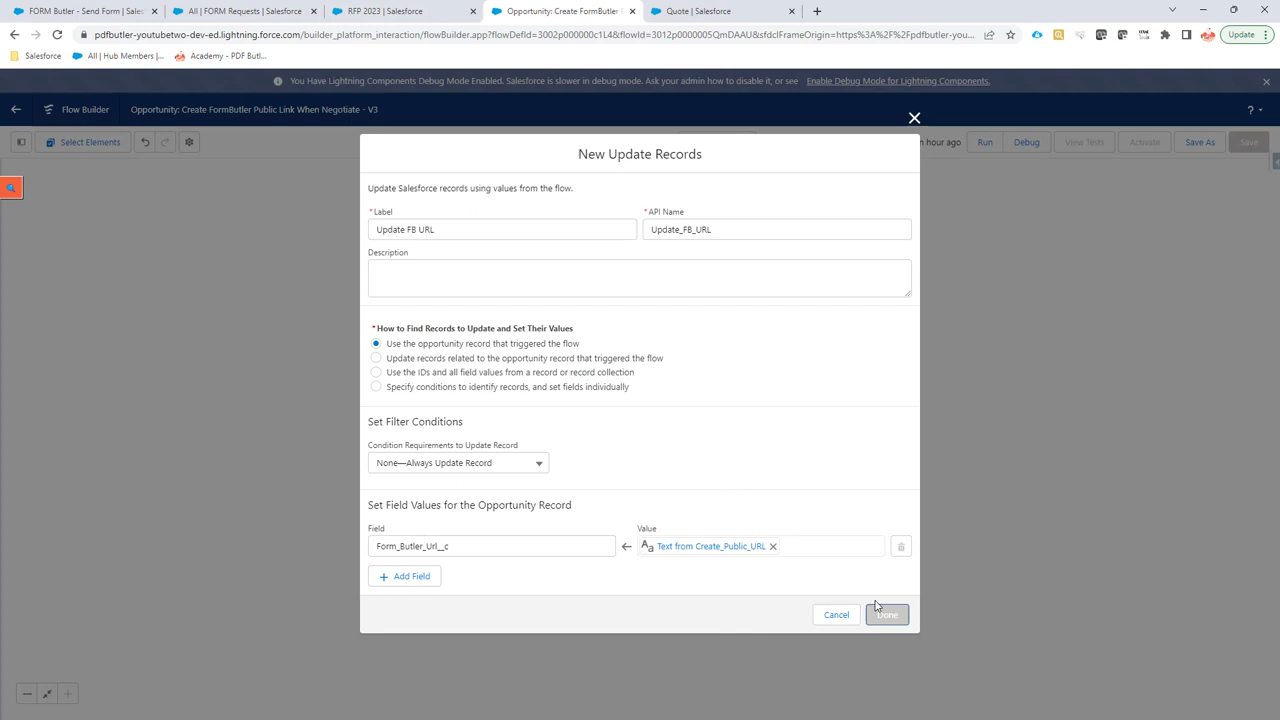 FORM Butler - Send Form | Salesfo
All | FORM Requests | Salesforce
RFP 2023 | Salesforce
Opportunity: Create FormButler P
Quote | Salesforce
pdfbutler-youtubetwo-dev-ed.lightning.force.com/builder_platform_interaction/flowBuilder.app?flowDefId=3002p000000c1L4&flowId=3012p0000005QmDAAU&sfdcIFrameOrigin=https%3A%2F%2Fpdfbutler-you...
Update
Salesforce
All | Hub Members |...
Academy - PDF Butl...
You Have Lightning Components Debug Mode Enabled. Salesforce is slower in debug mode. Ask your admin how to disable it, or see Enable Debug Mode for Lightning Components.
Flow Builder
Opportunity: Create FormButler Public Link When Negotiate - V3
?
Select Elements
n hour ago
Run
Debug
View Tests
Activate
Save As
Save
New Update Records
Update Salesforce records using values from the flow.
*Label
*API Name
Update FB URL
Update_FB_URL
Description
*How to Find Records to Update and Set Their Values
Use the opportunity record that triggered the flow
Update records related to the opportunity record that triggered the flow
Use the IDs and all field values from a record or record collection
Specify conditions to identify records, and set fields individually
Set Filter Conditions
Condition Requirements to Update Record
None—Always Update Record
Set Field Values for the Opportunity Record
Field
Value
Form_Butler_Url__c
Aa Text from Create_Public_URL
+ Add Field
Cancel
Done